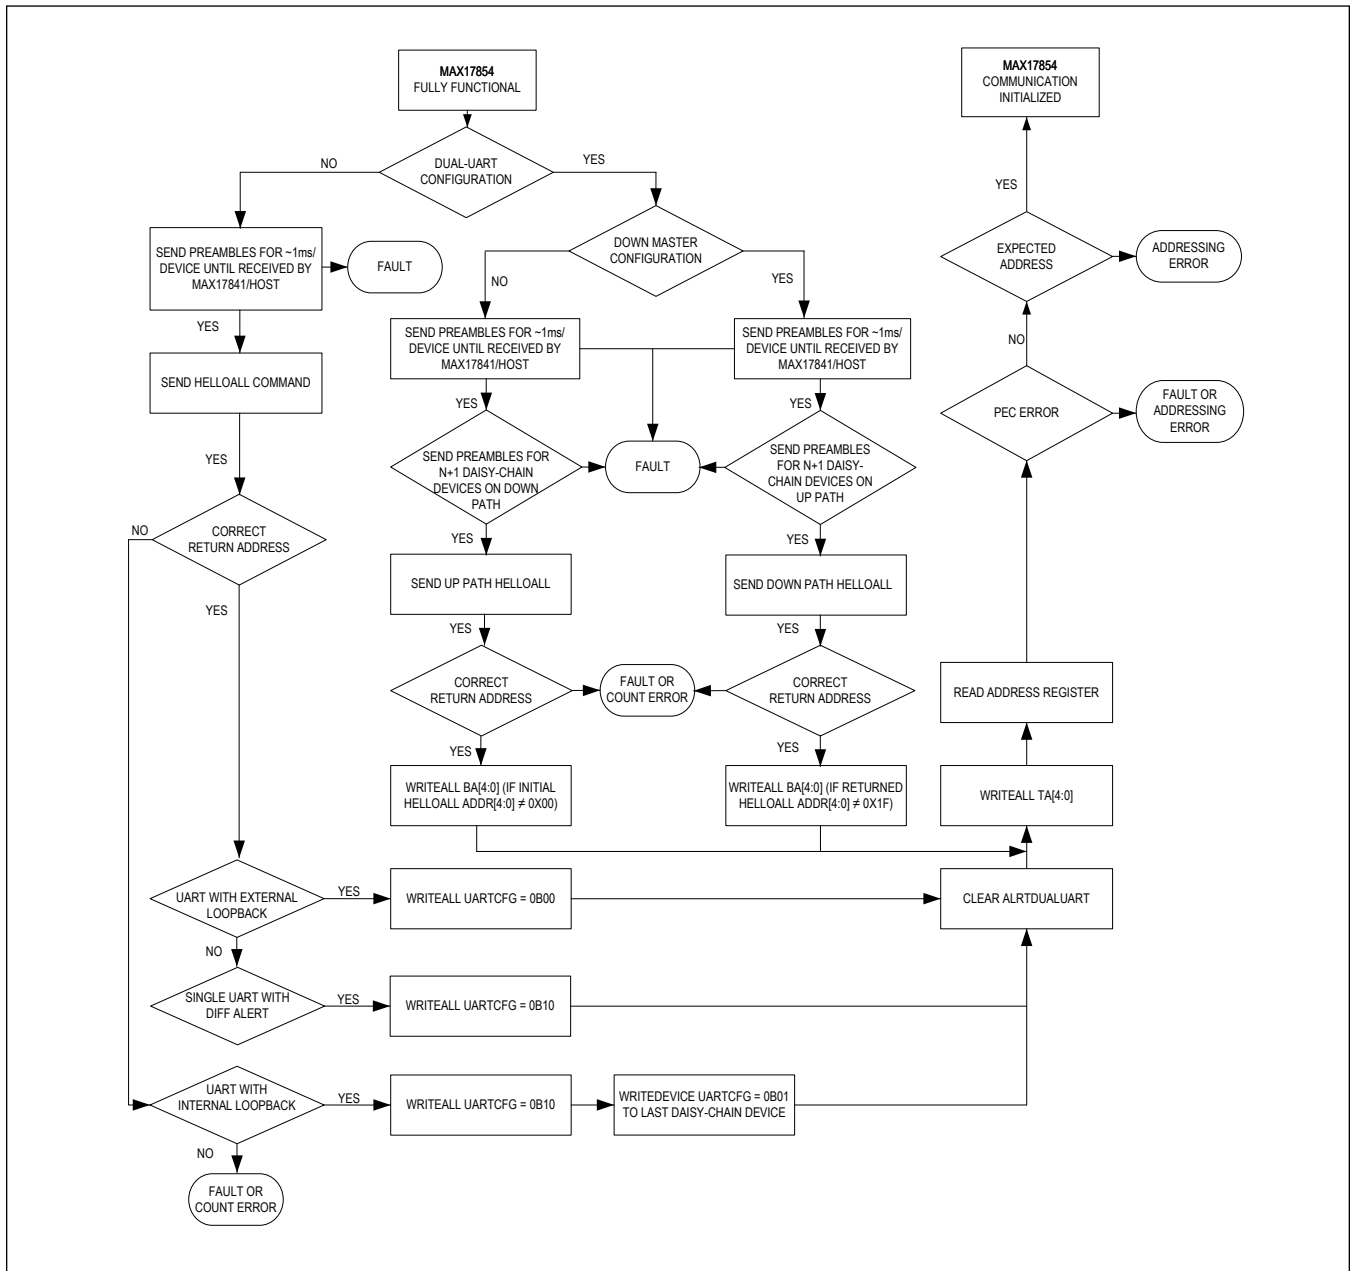 MAX17854
FULLY FUNCTIONAL
MAX17854
COMMUNICATION
INITIALIZED
NO
DUAL-UART
CONFIGURATION
YES
YES
SEND PREAMBLES FOR ~1ms/
DEVICE UNTIL RECEIVED BY
MAX17841/HOST
FAULT
DOWN MASTER
CONFIGURATION
EXPECTED
ADDRESS
ADDRESSING
ERROR
NO
YES
YES
SEND PREAMBLES FOR ~1ms/
DEVICE UNTIL RECEIVED BY
MAX17841/HOST
SEND PREAMBLES FOR ~1ms/
DEVICE UNTIL RECEIVED BY
MAX17841/HOST
NO
SEND HELLOALL COMMAND
YES
YES
PEC ERROR
FAULT OR
ADDRESSING
ERROR
YES
SEND PREAMBLES FOR
N+1 DAISY-CHAIN
DEVICES ON DOWN
PATH
FAULT
SEND PREAMBLES
FOR N+1 DAISY-
CHAIN DEVICES ON
UP PATH
NO
CORRECT
RETURN ADDRESS
YES
YES
SEND UP PATH HELLOALL
SEND DOWN PATH HELLOALL
YES
YES
YES
CORRECT
RETURN ADDRESS
FAULT OR
COUNT ERROR
CORRECT
RETURN ADDRESS
READ ADDRESS REGISTER
YES
YES
WRITEALL BA[4:0] (IF INITIAL
HELLOALL ADDR[4:0] ≠ 0X00)
WRITEALL BA[4:0] (IF RETURNED
HELLOALL ADDR[4:0] ≠ 0X1F)
WRITEALL TA[4:0]
UART WITH EXTERNAL
LOOPBACK
YES
WRITEALL UARTCFG = 0B00
CLEAR ALRTDUALUART
NO
SINGLE UART WITH
DIFF ALERT
YES
WRITEALL UARTCFG = 0B10
UART WITH
INTERNAL LOOPBACK
YES
WRITEALL UARTCFG = 0B10
WRITEDEVICE UARTCFG = 0B01
TO LAST DAISY-CHAIN DEVICE
NO
FAULT OR
COUNT ERROR